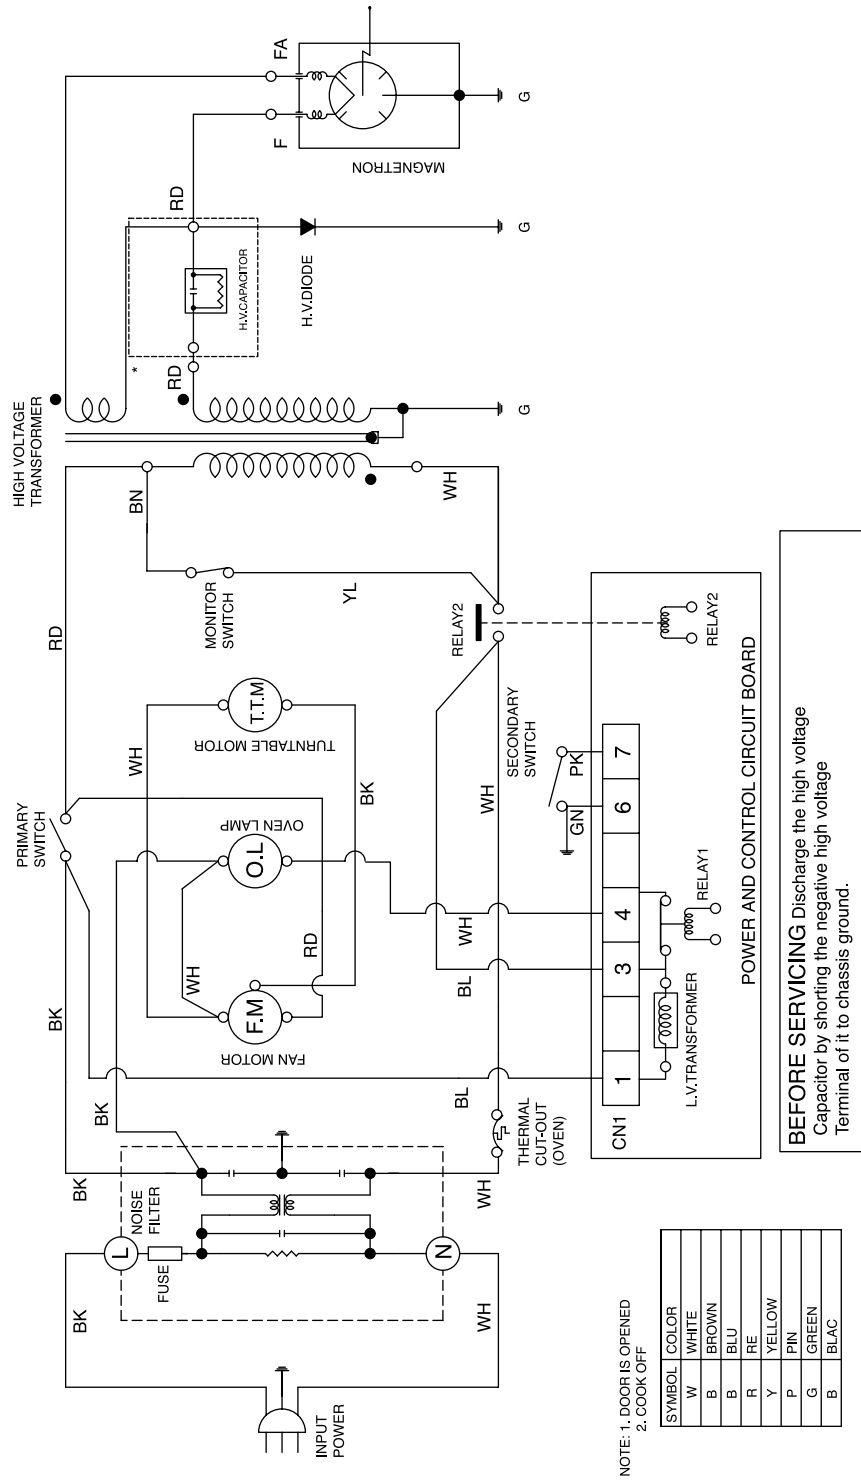 HIGH VOLTAGE
TRANSFORMER
*
RD
H.V.CAPACITOR
RD
H.V.DIODE
G
G
G
F
FA
MAGNETRON
PRIMARY
SWITCH
RD
BN
WH
MONITOR
SWITCH
YL
RELAY2
WH
T.T.M
TURNTABLE MOTOR
BK
OVEN LAMP
O.L
WH
RD
F.M
FAN MOTOR
SECONDARY
SWITCH
WH
WH
BL
BL
PK
GN
BK
BK
BK
NOISE
FILTER
L
FUSE
N
BK
WH
WH
THERMAL
CUT-OUT
(OVEN)
INPUT
POWER
CN1
1
3
4
6
7
L.V.TRANSFORMER
RELAY1
RELAY2
POWER AND CONTROL CIRCUIT BOARD
NOTE: 1. DOOR IS OPENED
2. COOK OFF
SYMBOL COLOR
W WHITE
B BROWN
B BLU
R RE
Y YELLOW
P PIN
G GREEN
B BLAC
BEFORE SERVICING Discharge the high voltage
Capacitor by shorting the negative high voltage
Terminal of it to chassis ground.